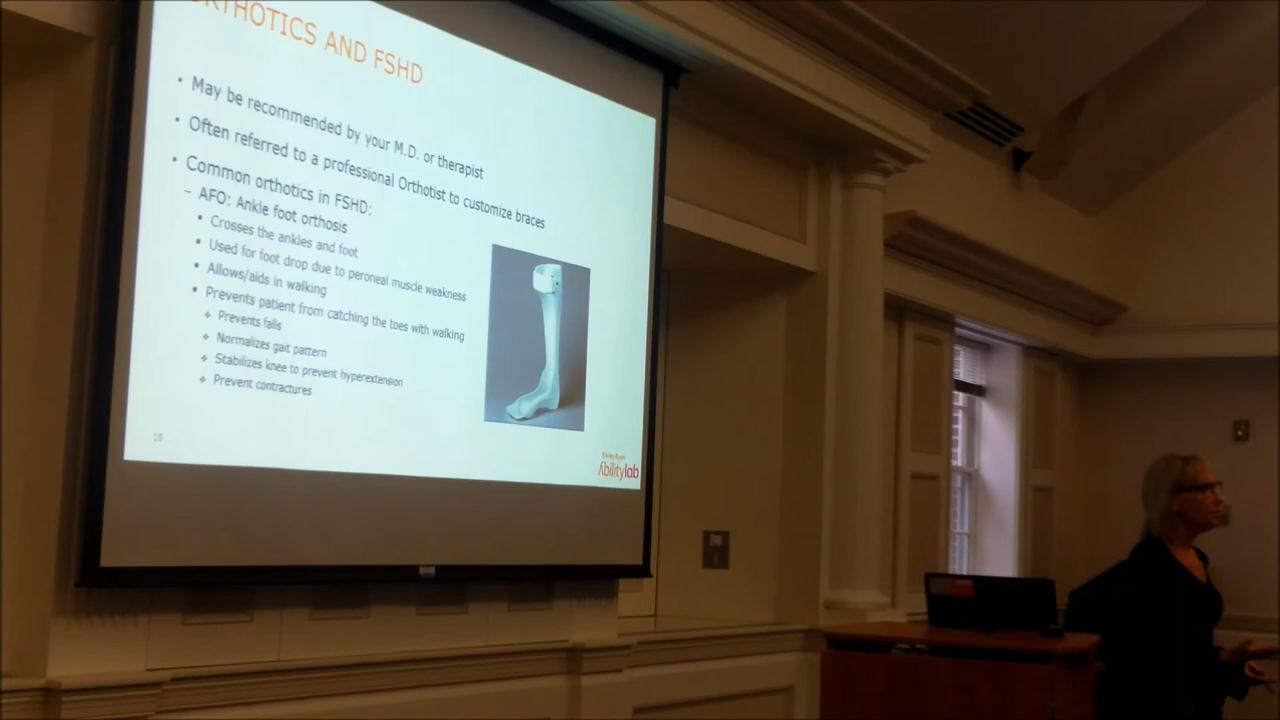 ORTHOTICS AND FSHD
• May be recommended by your M.D. or therapist
• Often referred to a professional Orthotist to customize braces
• Common orthotics in FSHD:
– AFO: Ankle foot orthosis
▪ Crosses the ankles and foot
▪ Used for foot drop due to peroneal muscle weakness
▪ Allows/aids in walking
▪ Prevents patient from catching the toes with walking
❖ Prevents falls
❖ Normalizes gait pattern
❖ Stabilizes knee to prevent hyperextension
❖ Prevent contractures
Shirley Ryan
Abilitylab